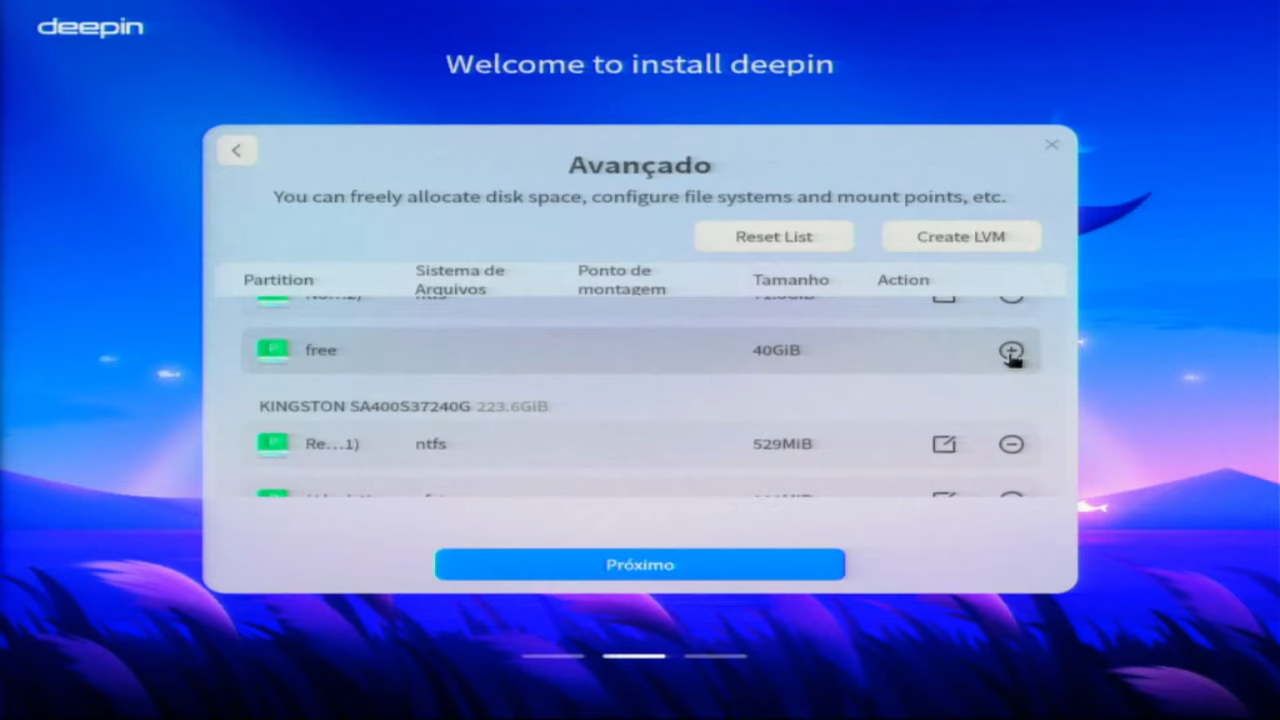 deepin
Welcome to install deepin
Avançado
You can freely allocate disk space, configure file systems and mount points, etc.
Reset List
Create LVM
Partition
Sistema de
Arquivos
Ponto de
montagem
Tamanho
Action
free
40GiB
KINGSTON SA400S37240G 223.6GiB
Re...1)
ntfs
529MiB
Próximo